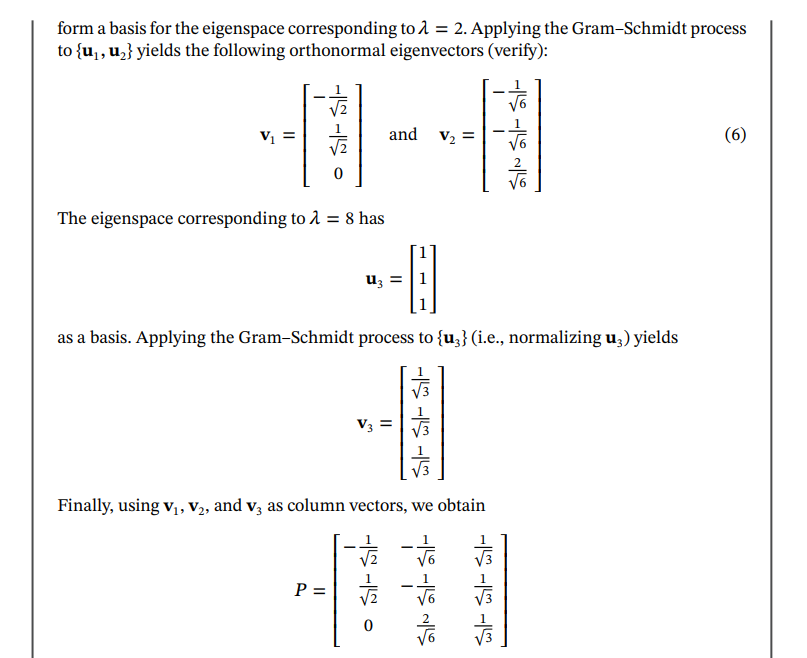 form a basis for the eigenspace corresponding to λ = 2. Applying the Gram–Schmidt process
to {u₁, u₂} yields the following orthonormal eigenvectors (verify):
v₁ = [−1/√2, 1/√2, 0] and v₂ = [−1/√6, −1/√6, 2/√6] (6)
The eigenspace corresponding to λ = 8 has
u₃ = [1, 1, 1]
as a basis. Applying the Gram–Schmidt process to {u₃} (i.e., normalizing u₃) yields
v₃ = [1/√3, 1/√3, 1/√3]
Finally, using v₁, v₂, and v₃ as column vectors, we obtain
P = [−1/√2 −1/√6 1/√3
1/√2 −1/√6 1/√3
0 2/√6 1/√3]